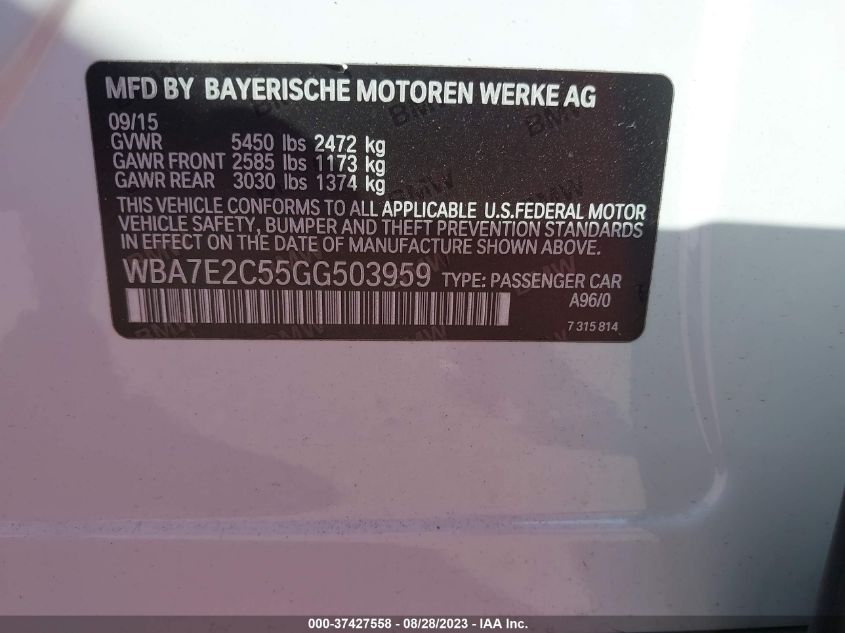 MFD BY BAYERISCHE MOTOREN WERKE AG
09/15
GVWR 5450 lbs 2472 kg
GAWR FRONT 2585 lbs 1173 kg
GAWR REAR 3030 lbs 1374 kg
THIS VEHICLE CONFORMS TO ALL APPLICABLE U.S.FEDERAL MOTOR
VEHICLE SAFETY, BUMPER AND THEFT PREVENTION STANDARDS
IN EFFECT ON THE DATE OF MANUFACTURE SHOWN ABOVE.
WBA7E2C55GG503959 TYPE: PASSENGER CAR
A96/0
7 315 814
000-37427558 - 08/28/2023 - IAA Inc.